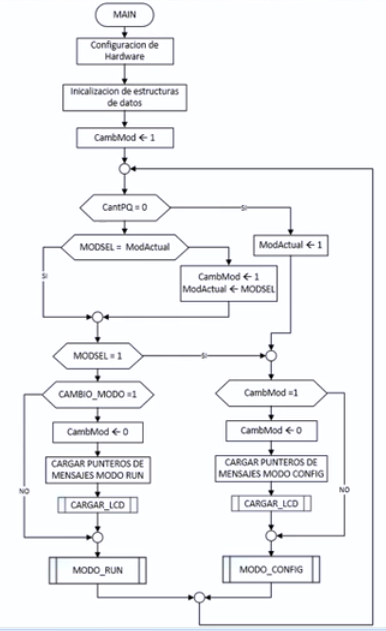 MAIN
Configuracion de
Hardware
Inicalizacion de estructuras
de datos
CambMod ← 1
CantPQ = 0
SI
MODSEL = ModActual
ModActual ← 1
SI
CambMod ← 1
ModActual ← MODSEL
MODSEL = 1
SI
CAMBIO_MODO =1
CambMod =1
CambMod ← 0
CambMod ← 0
CARGAR PUNTEROS DE
MENSAJES MODO RUN
CARGAR PUNTEROS DE
MENSAJES MODO CONFIG
NO
NO
CARGAR_LCD
CARGAR_LCD
MODO_RUN
MODO_CONFIG